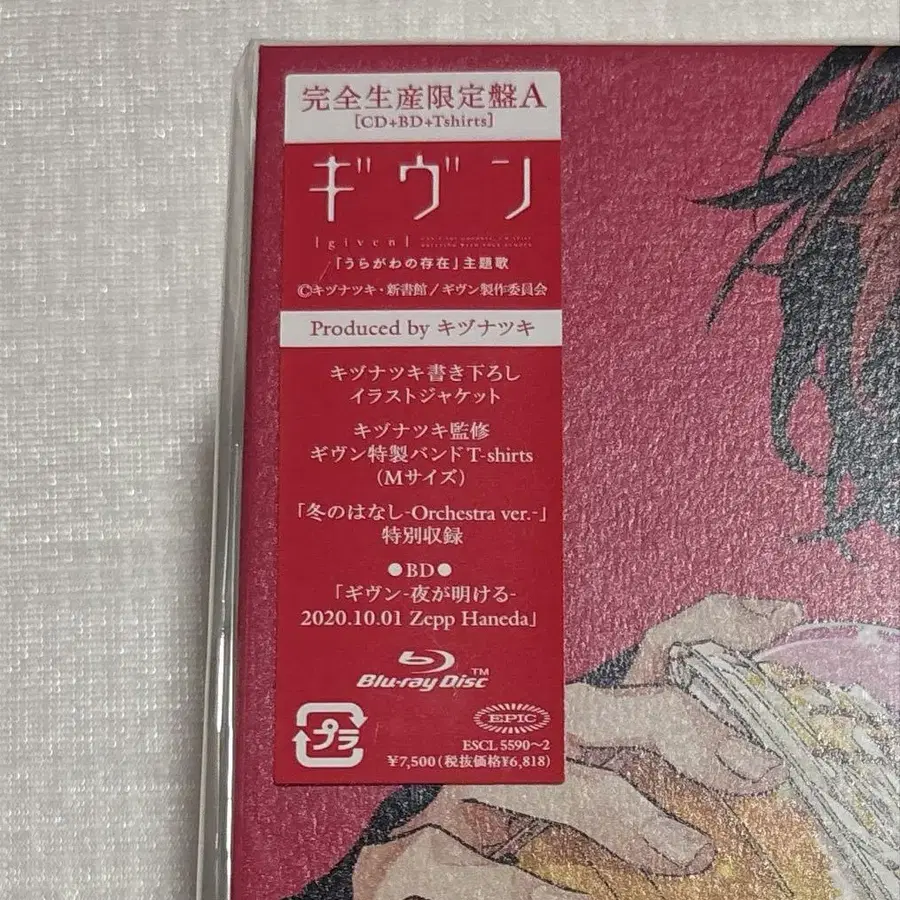 完全生産限定盤A
[CD+BD+Tshirts]
ギヴン
[given]
「うらがわの存在」主題歌
©キヅナツキ・新書館/ギヴン製作委員会
Produced by キヅナツキ
キヅナツキ書き下ろし
イラストジャケット
キヅナツキ監修
ギヴン特製バンドT-shirts
(Mサイズ)
「冬のはなし-Orchestra ver.-」
特別収録
●BD●
「ギヴン-夜が明ける-
2020.10.01 Zepp Haneda」
Blu-ray Disc™
プラ
EPIC
ESCL 5590~2
¥7,500(税抜価格¥6,818)